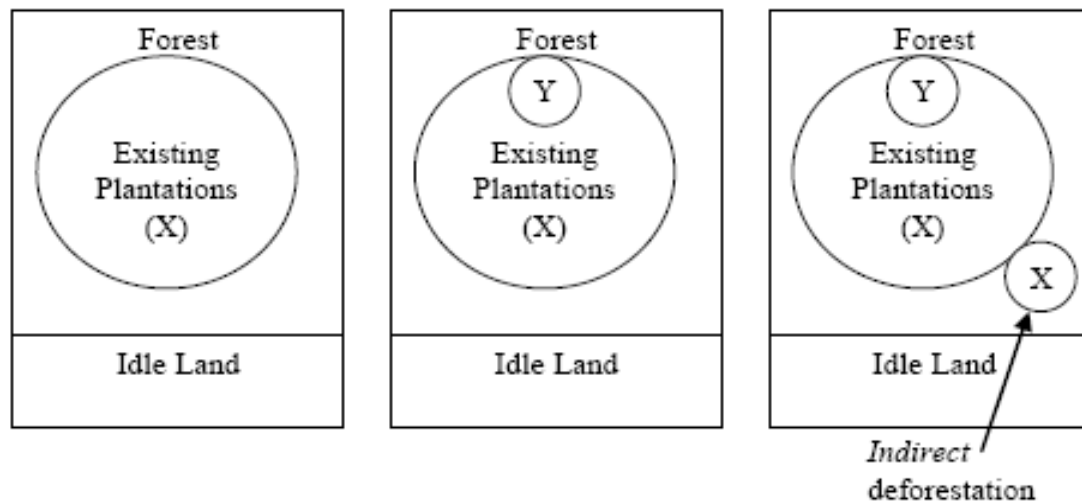 Forest
Existing
Plantations
(X)
Idle Land
Forest
Y
Existing
Plantations
(X)
Idle Land
Forest
Y
Existing
Plantations
(X)
X
Idle Land
Indirect
deforestation